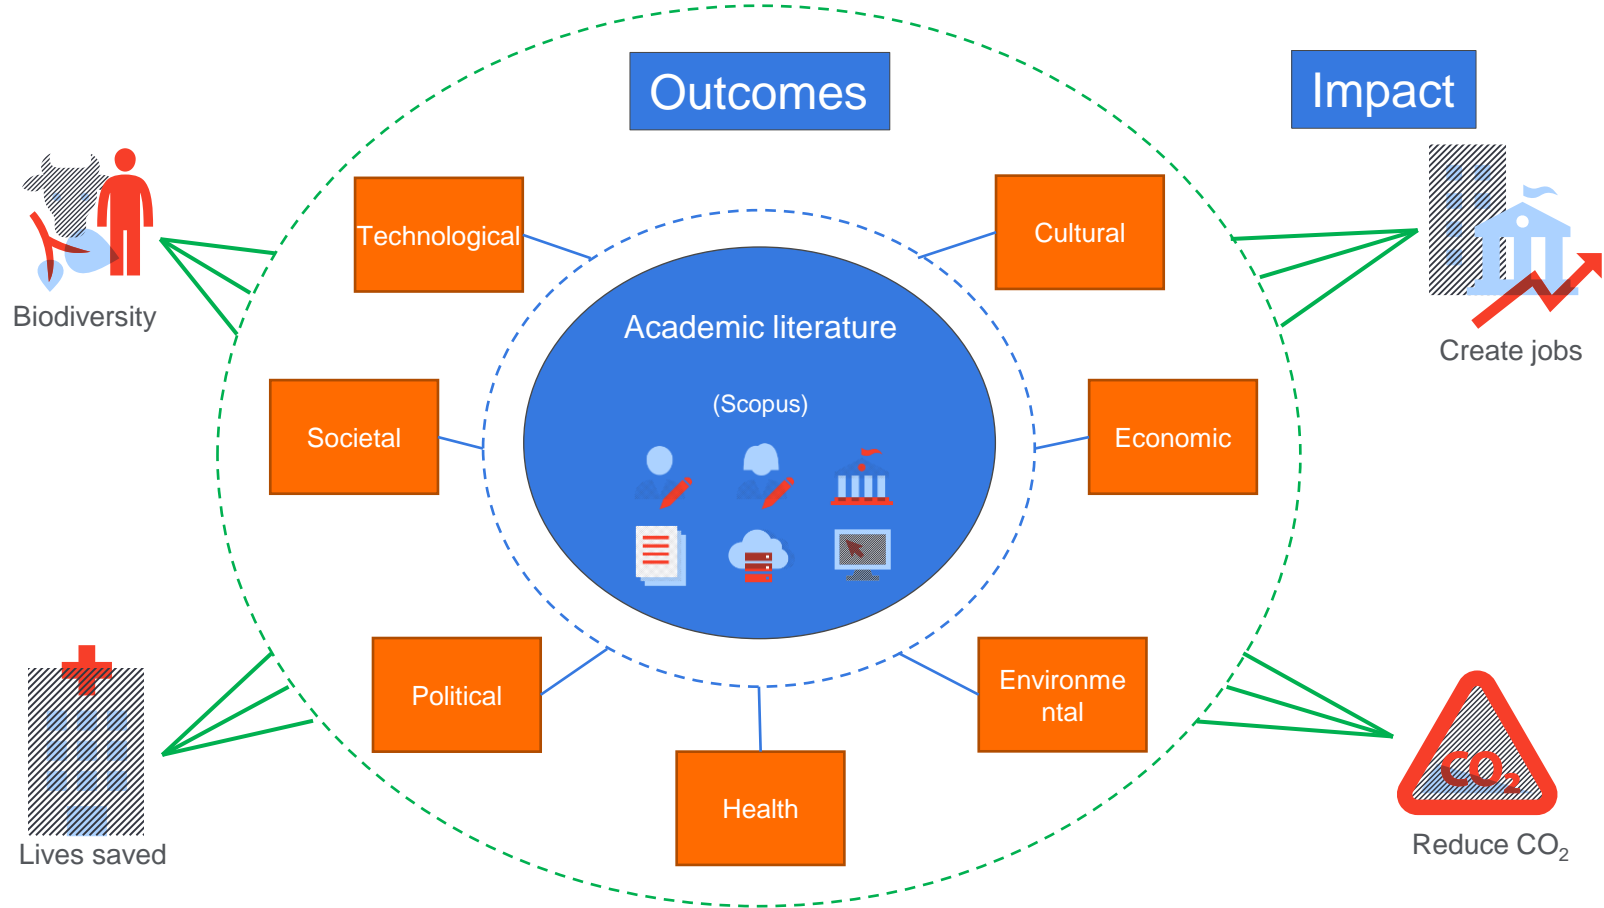 Outcomes
Impact
Technological
Cultural
Biodiversity
Academic literature
(Scopus)
Create jobs
Societal
Economic
Political
Environme
ntal
Health
Lives saved
CO₂
Reduce CO₂